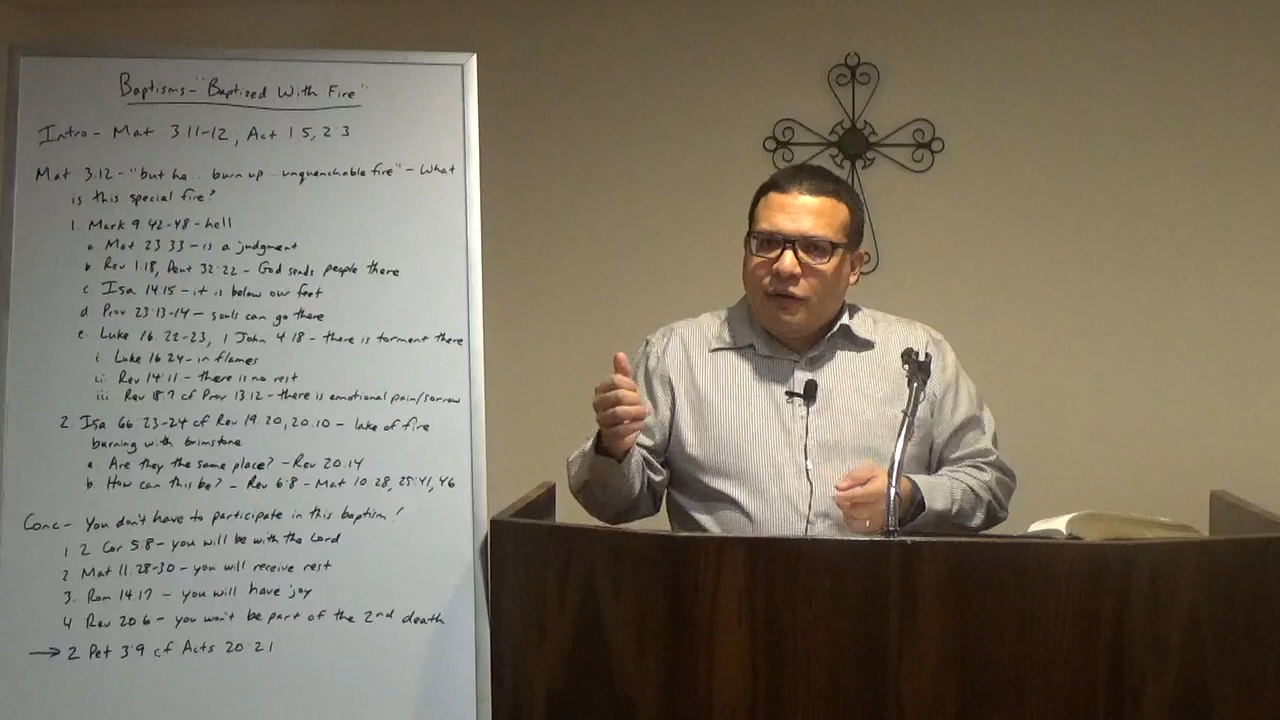 Baptisms - "Baptized With Fire"
Intro - Mat 3:11-12, Act 1:5, 2:3
Mat 3:12 - "but he... burn up... unquenchable fire" - What
is this special fire?
1. Mark 9:42-48 - hell
a. Mat 23:33 - is a judgment
b. Rev 1:18, Deut 32:22 - God sends people there
c. Isa 14:15 - it is below our feet
d. Prov 23:13-14 - souls can go there
e. Luke 16:22-23, 1 John 4:18 - there is torment there
i. Luke 16:24 - in flames
ii. Rev 14:11 - there is no rest
iii. Rev 18:7 cf Prov 13:12 - there is emotional pain/sorrow
2. Isa 66:23-24 cf Rev 19:20, 20:10 - lake of fire
burning with brimstone
a. Are they the same place? - Rev 20:14
b. How can this be? - Rev 6:8 - Mat 10:28, 25:41, 46
Conc - You don't have to participate in this baptism!
1. 2 Cor 5:8 - you will be with the Lord
2. Mat 11:28-30 - you will receive rest
3. Rom 14:17 - you will have joy
4. Rev 20:6 - you won't be part of the 2nd death
→ 2 Pet 3:9 cf Acts 20:21